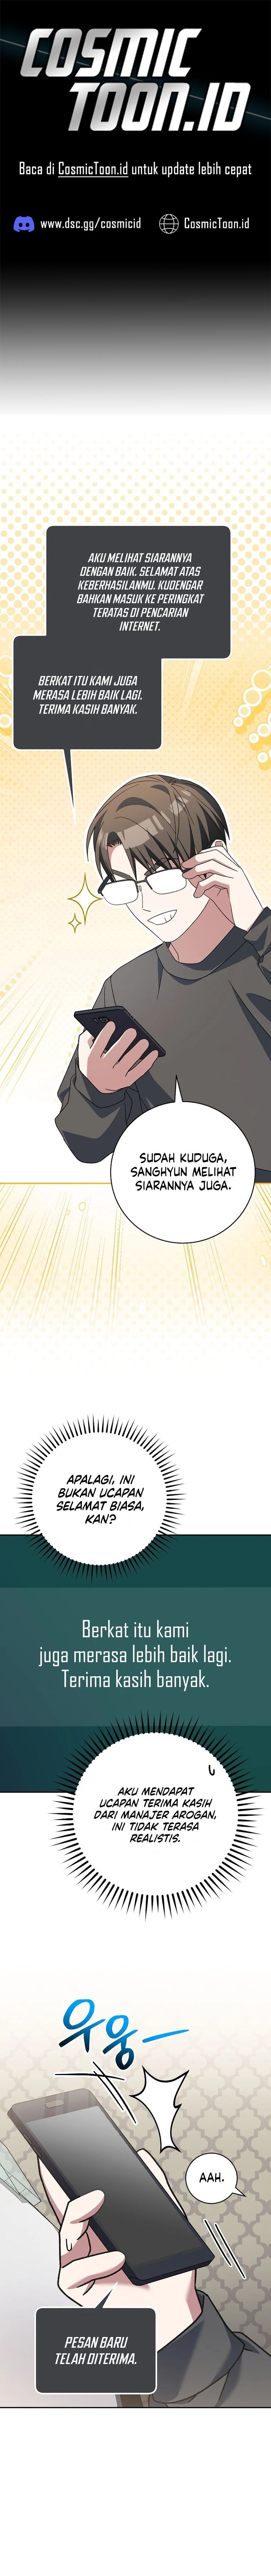 COSMIC
TOON.ID
Baca di CosmicToon.id untuk update lebih cepat
www.dsc.gg/cosmicid
CosmicToon.id
AKU MELIHAT SIARANNYA
DENGAN BAIK. SELAMAT ATAS
KEBERHASILANMU. KUDENGAR
BAHKAN MASUK KE PERINGKAT
TERATAS DI PENCARIAN
INTERNET.
BERKAT ITU KAMI JUGA
MERASA LEBIH BAIK LAGI.
TERIMA KASIH BANYAK.
SUDAH KUDUGA,
SANGHYUN MELIHAT
SIARANNYA JUGA.
APALAGI, INI
BUKAN UCAPAN
SELAMAT BIASA,
KAN?
Berkat itu kami
juga merasa lebih baik lagi.
Terima kasih banyak.
AKU MENDAPAT
UCAPAN TERIMA KASIH
DARI MANAJER AROGAN,
INI TIDAK TERASA
REALISTIS.
우웅
AAH.
PESAN BARU
TELAH DITERIMA.